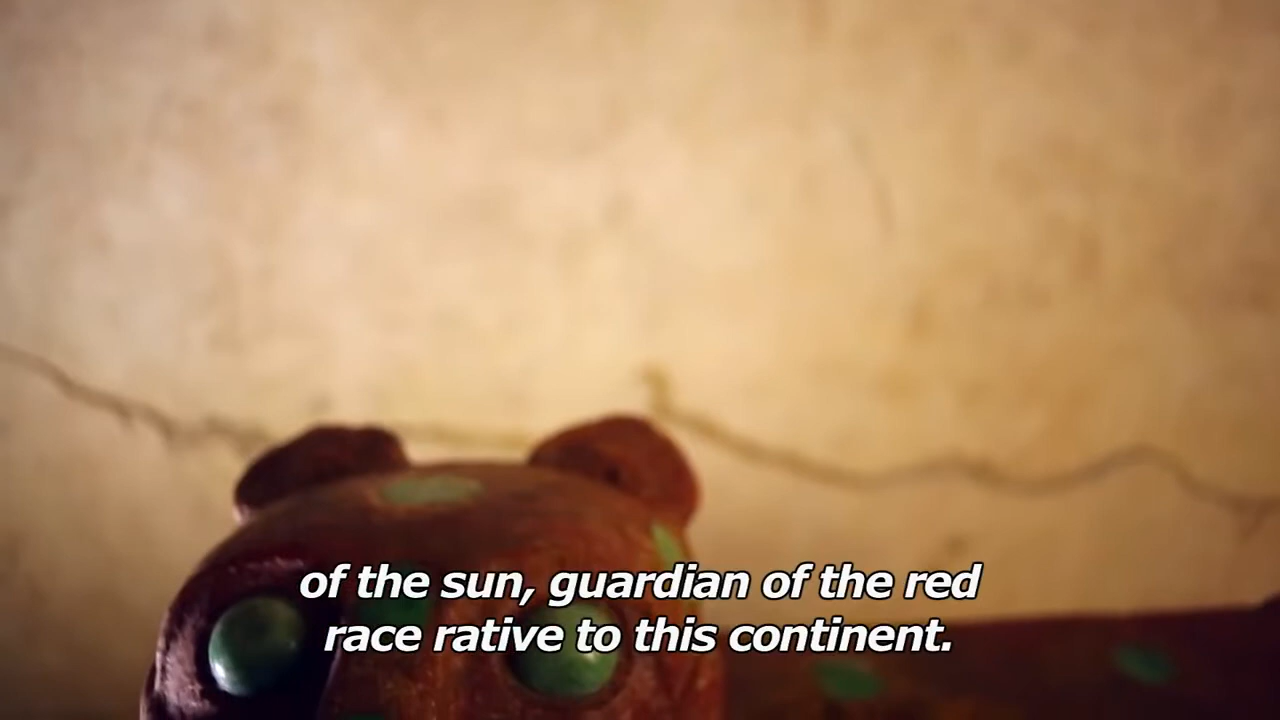 of the sun, guardian of the red
race rative to this continent.